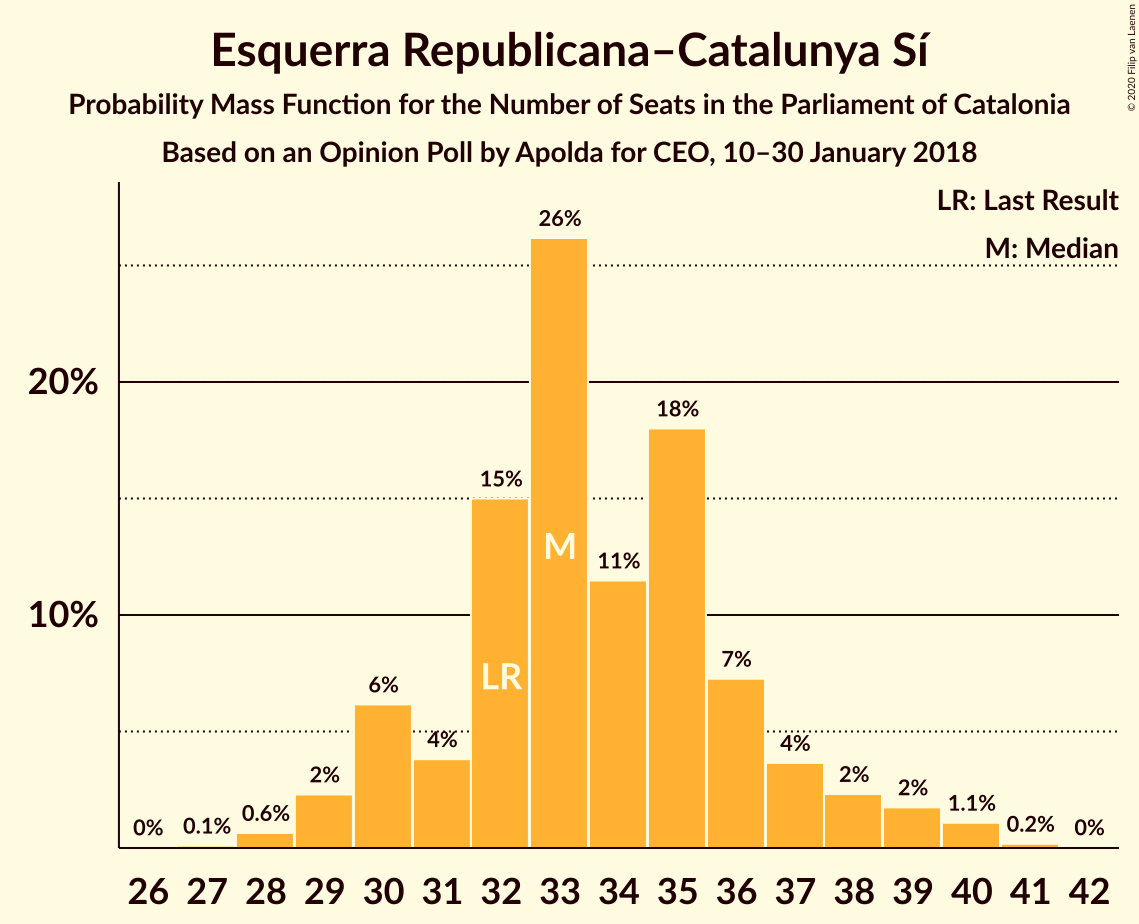 Esquerra Republicana–Catalunya Sí
Probability Mass Function for the Number of Seats in the Parliament of Catalonia
Based on an Opinion Poll by Apolda for CEO, 10–30 January 2018
© 2020 Filip van Laenen
LR: Last Result
M: Median
26%
20%
18%
15%
M
11%
10%
LR
7%
6%
4%
4%
2%
2%
2%
1.1%
0.6%
0.2%
0.1%
0%
0%
26 27 28 29 30 31 32 33 34 35 36 37 38 39 40 41 42